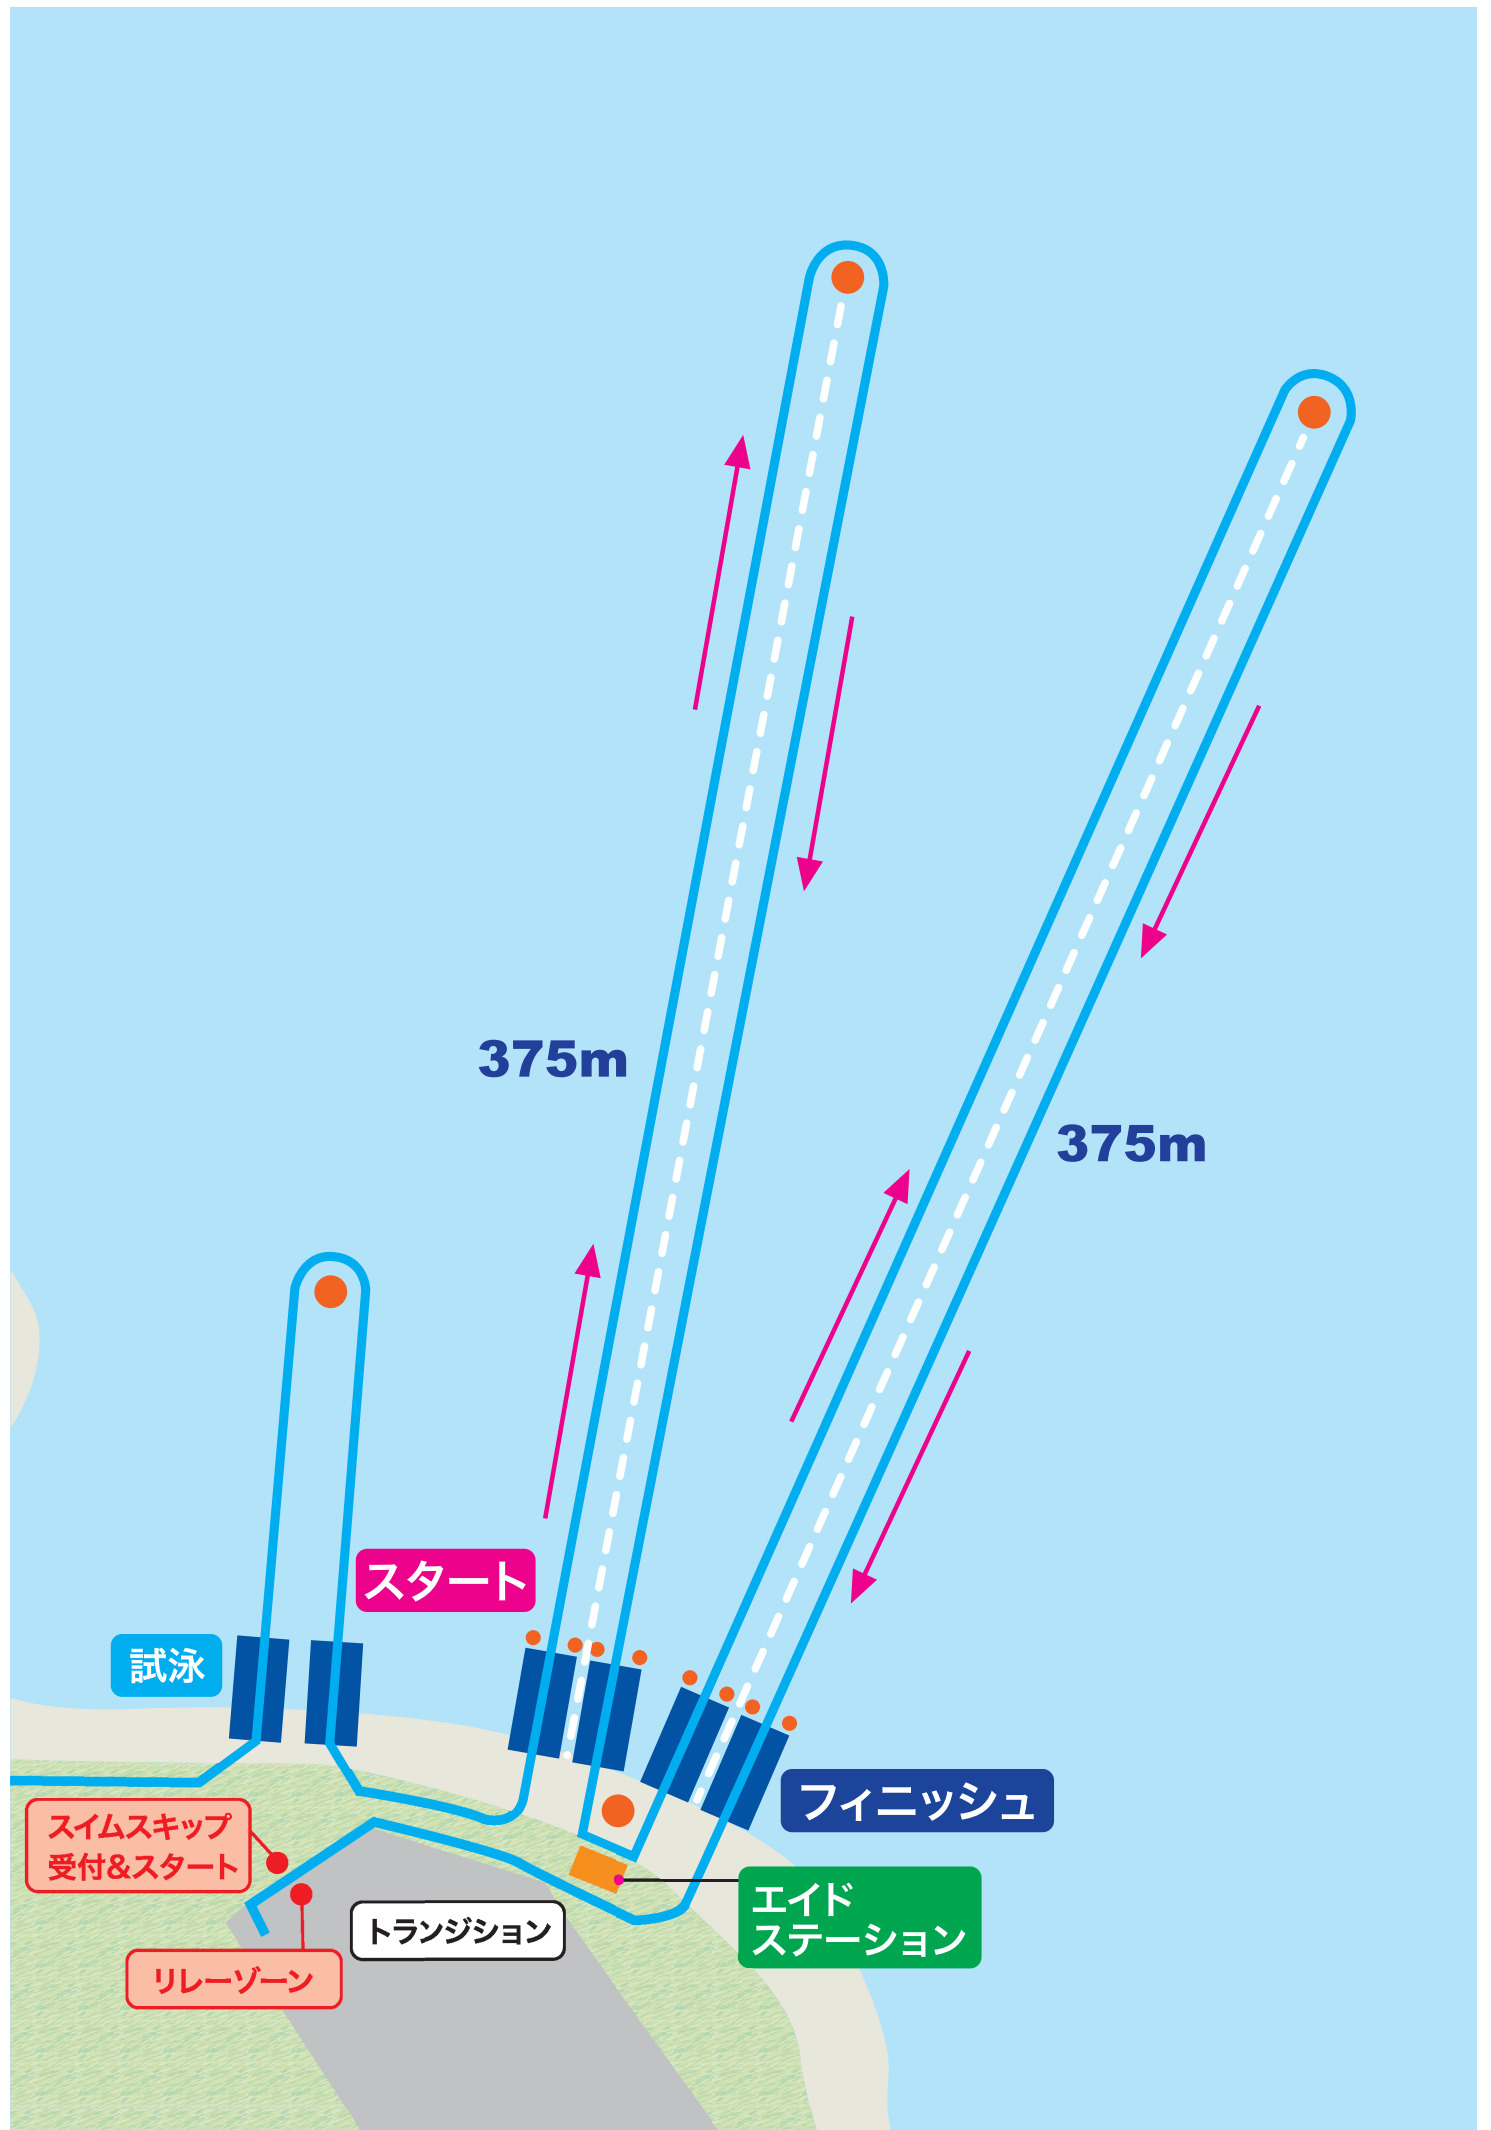 375m
375m
スタート
試泳
フィニッシュ
スイムスキップ
受付&スタート
エイド
ステーション
トランジション
リレーゾーン